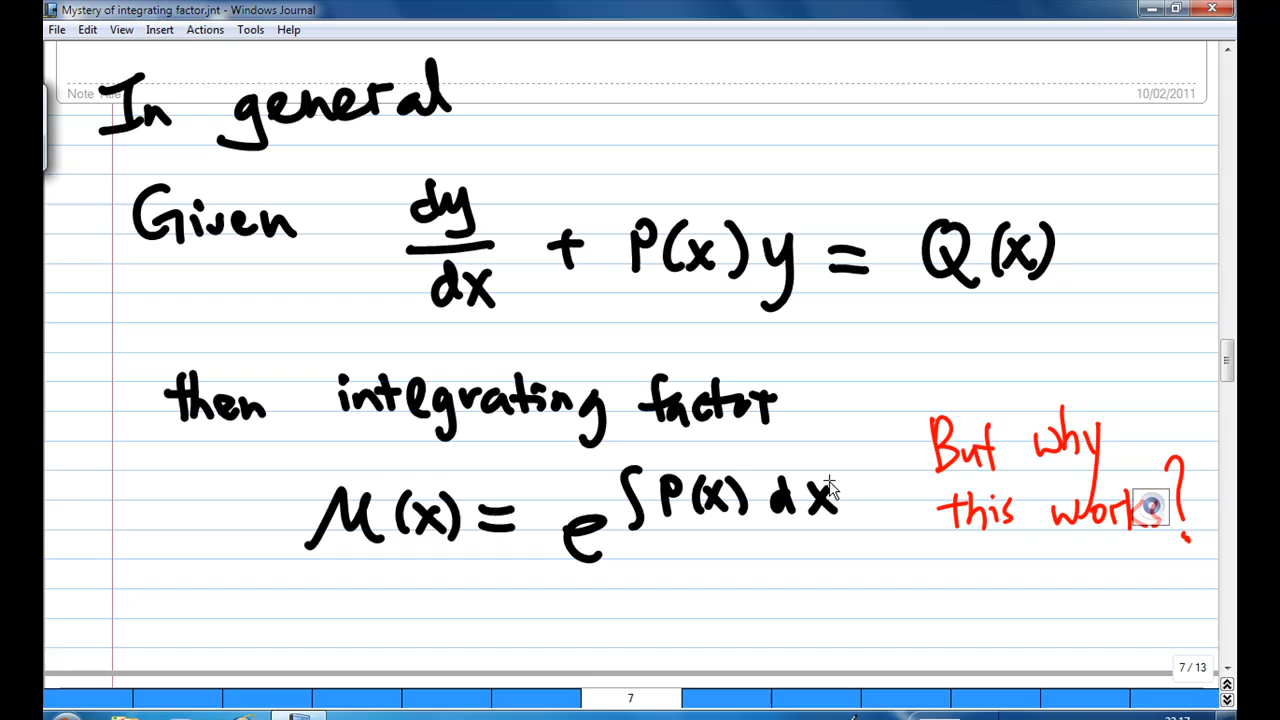 Mystery of integrating factor.jnt - Windows Journal
File Edit View Insert Actions Tools Help
Note Title
10/02/2011
In general
Given dy/dx + P(x)y = Q(x)
then integrating factor
μ(x) = e^∫P(x) dx
But why
this works?
7 / 13
7